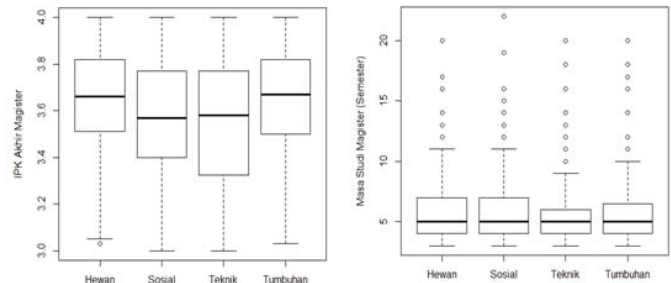 IPK Akhir Magister
4.0
3.8
3.6
3.4
3.2
3.0
Hewan Sosial Teknik Tumbuhan
Masa Studi Magister (Semester)
20
15
10
5
Hewan Sosial Teknik Tumbuhan